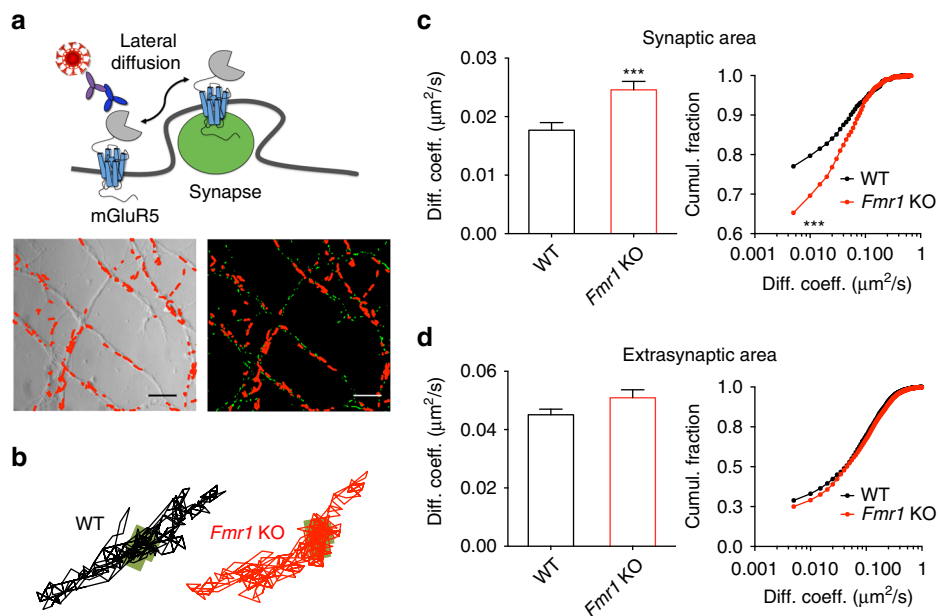 a
Lateral
diffusion
Synapse
mGluR5
b
WT
Fmr1 KO
c
Synaptic area
Diff. coeff. (μm²/s)
0.03
0.02
0.01
0.00
***
WT
Fmr1 KO
Cumul. fraction
1.0
0.9
0.8
0.7
0.6
WT
Fmr1 KO
***
0.001
0.010
0.100
1
Diff. coeff. (μm²/s)
d
Extrasynaptic area
Diff. coeff. (μm²/s)
0.06
0.04
0.02
0.00
WT
Fmr1 KO
Cumul. fraction
1.0
0.8
0.5
0.3
0.0
WT
Fmr1 KO
0.001
0.010
0.100
1
Diff. coeff. (μm²/s)